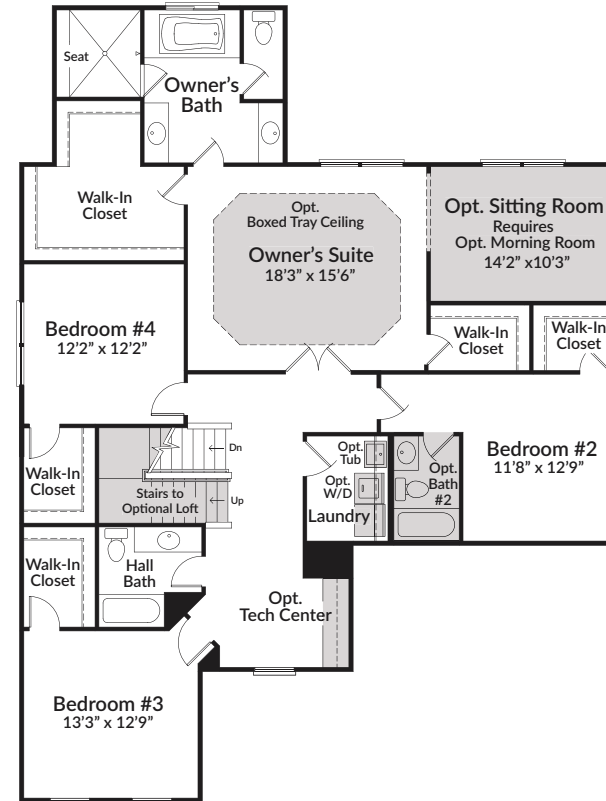 Seat
Owner's
Bath
Walk-In
Closet
Opt.
Boxed Tray Ceiling
Owner's Suite
18'3" x 15'6"
Opt. Sitting Room
Requires
Opt. Morning Room
14'2" x10'3"
Walk-In
Closet
Walk-In
Closet
Bedroom #4
12'2" x 12'2"
Bedroom #2
11'8" x 12'9"
Dn
Opt.
Tub
Opt.
W/D
Laundry
Opt.
Bath
#2
Walk-In
Closet
Stairs to
Optional Loft
Up
Walk-In
Closet
Hall
Bath
Opt.
Tech Center
Bedroom #3
13'3" x 12'9"